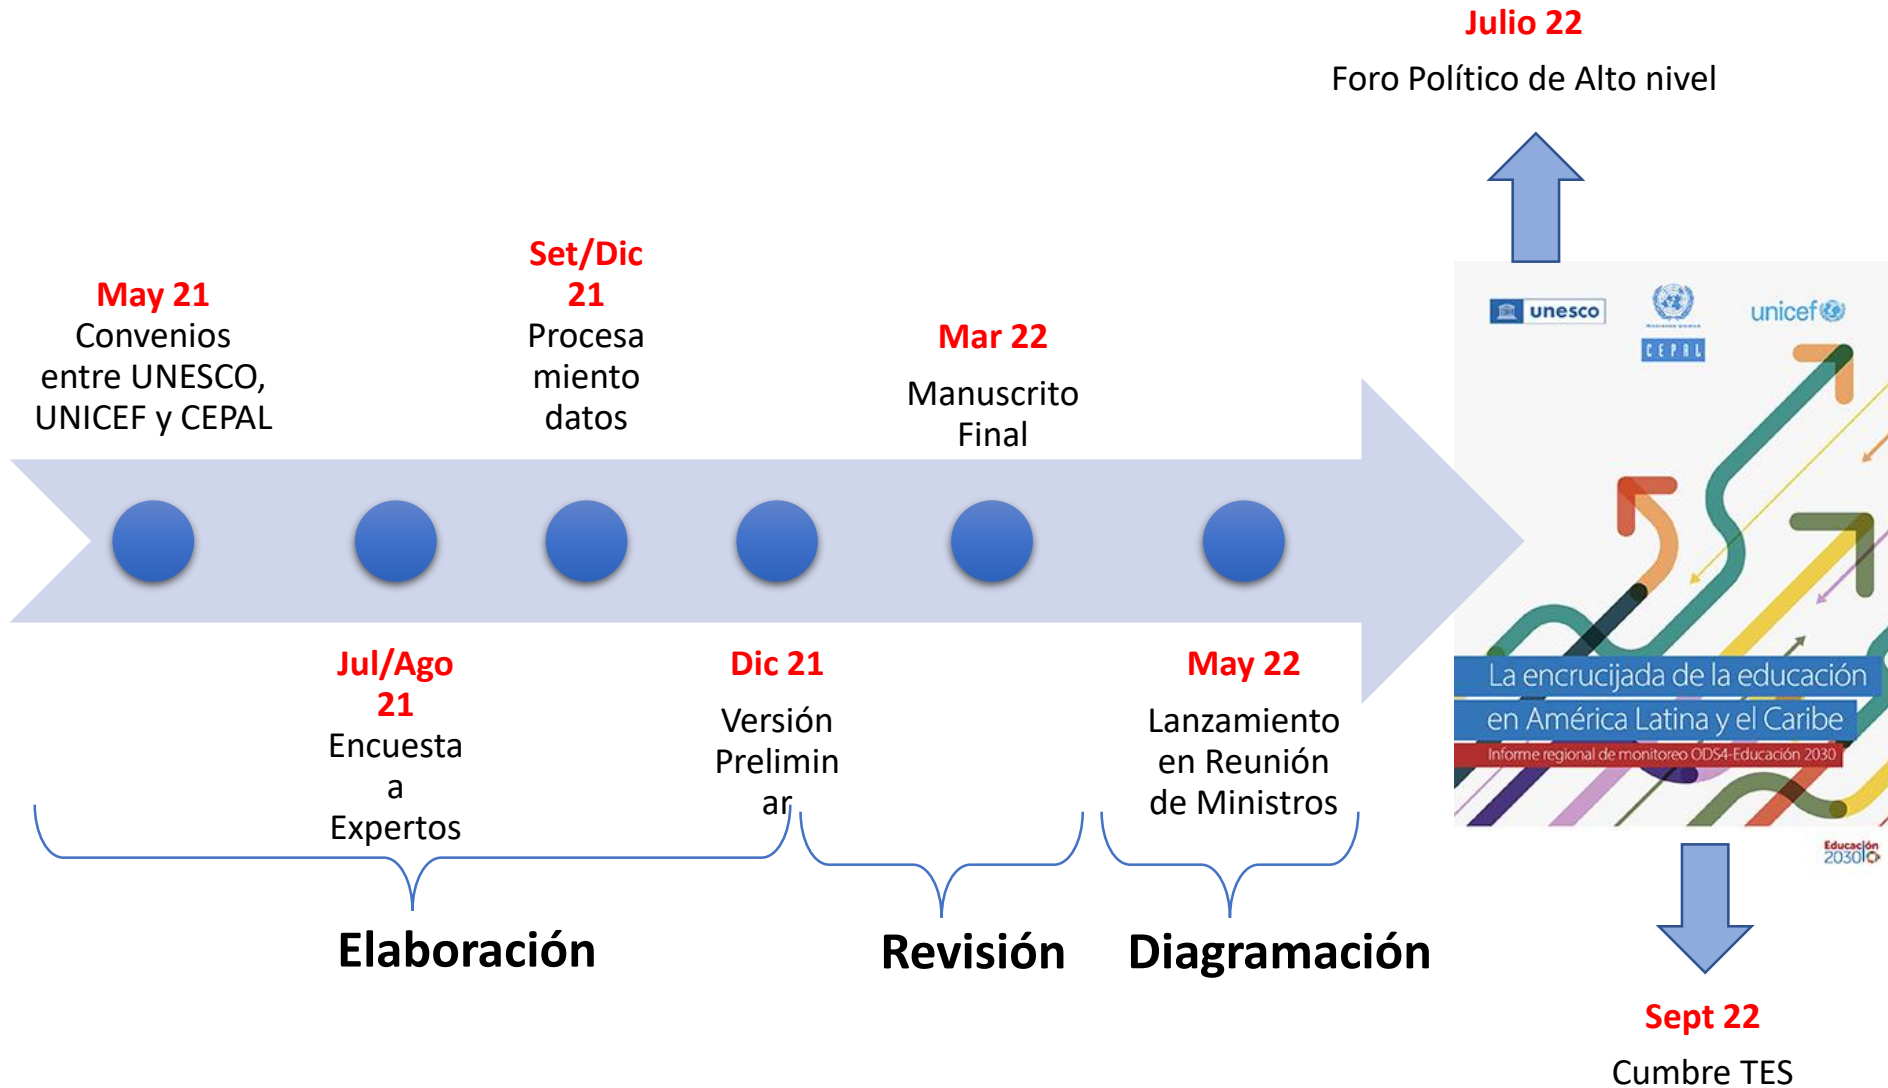 Julio 22
Foro Político de Alto nivel
May 21
Convenios
entre UNESCO,
UNICEF y CEPAL
Set/Dic
21
Procesa
miento
datos
Mar 22
Manuscrito
Final
Jul/Ago
21
Encuesta
a
Expertos
Dic 21
Versión
Prelimin
ar
May 22
Lanzamiento
en Reunión
de Ministros
Elaboración
Revisión
Diagramación
unesco
NACIONES UNIDAS
CEPAL
unicef
La encrucijada de la educación
en América Latina y el Caribe
Informe regional de monitoreo ODS4-Educación 2030
Educación
2030
Sept 22
Cumbre TES